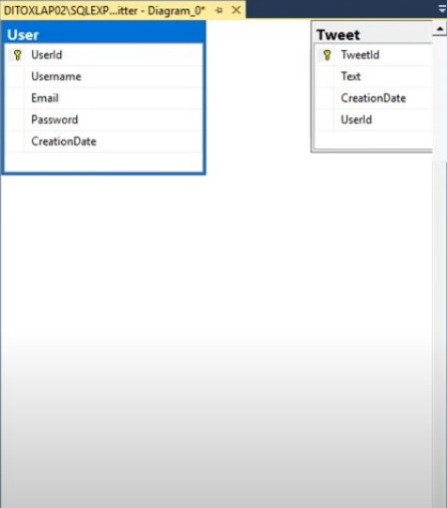 DITOXLAP02\SQLEXP...itter - Diagram_0*
User
UserId
Username
Email
Password
CreationDate
Tweet
TweetId
Text
CreationDate
UserId